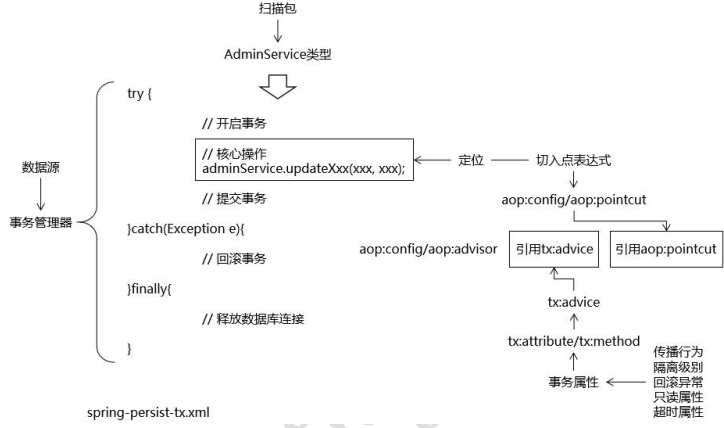 扫描包
AdminService类型
try {
// 开启事务
// 核心操作
adminService.updateXxx(xxx, xxx);
定位
切入点表达式
数据源
事务管理器
// 提交事务
aop:config/aop:pointcut
}catch(Exception e){
aop:config/aop:advisor
引用tx:advice
引用aop:pointcut
// 回滚事务
}finally{
tx:advice
// 释放数据库连接
tx:attribute/tx:method
}
事务属性
传播行为
隔离级别
回滚异常
只读属性
超时属性
spring-persist-tx.xml